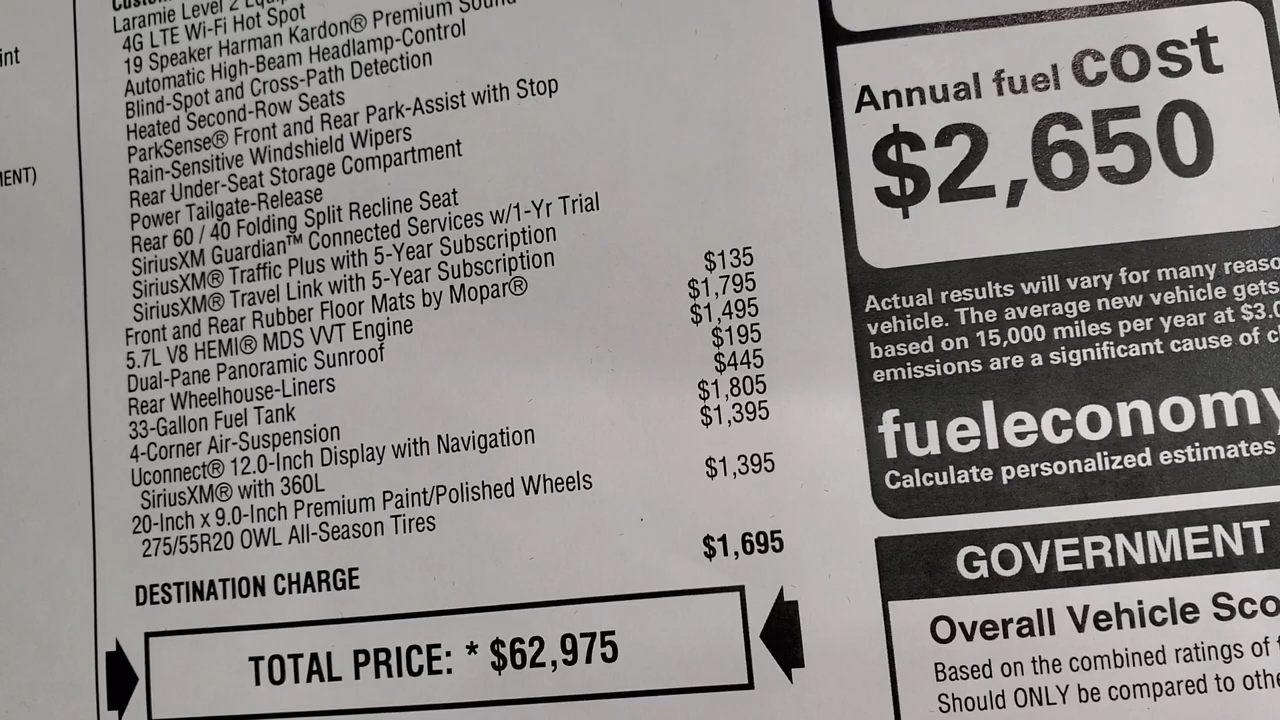 Laramie Level 2
4G LTE Wi-Fi Hot Spot
19 Speaker Harman Kardon® Premium Sound
Automatic High-Beam Headlamp-Control
Blind-Spot and Cross-Path Detection
Heated Second-Row Seats
ParkSense® Front and Rear Park-Assist with Stop
Rain-Sensitive Windshield Wipers
Rear Under-Seat Storage Compartment
Power Tailgate-Release
Rear 60 / 40 Folding Split Recline Seat
SiriusXM Guardian™ Connected Services w/1-Yr Trial
SiriusXM® Traffic Plus with 5-Year Subscription
SiriusXM® Travel Link with 5-Year Subscription
Front and Rear Rubber Floor Mats by Mopar® $135
5.7L V8 HEMI® MDS VVT Engine $1,795
Dual-Pane Panoramic Sunroof $1,495
Rear Wheelhouse-Liners $195
33-Gallon Fuel Tank $445
4-Corner Air-Suspension $1,805
Uconnect® 12.0-Inch Display with Navigation $1,395
SiriusXM® with 360L
20-Inch x 9.0-Inch Premium Paint/Polished Wheels $1,395
275/55R20 OWL All-Season Tires
DESTINATION CHARGE $1,695
TOTAL PRICE: * $62,975
int
MENT)
Annual fuel cost
$2,650
Actual results will vary for many reaso
vehicle. The average new vehicle gets
based on 15,000 miles per year at $3.0
emissions are a significant cause of c
fueleconomy
Calculate personalized estimates
GOVERNMENT
Overall Vehicle Sco
Based on the combined ratings of
Should ONLY be compared to othe